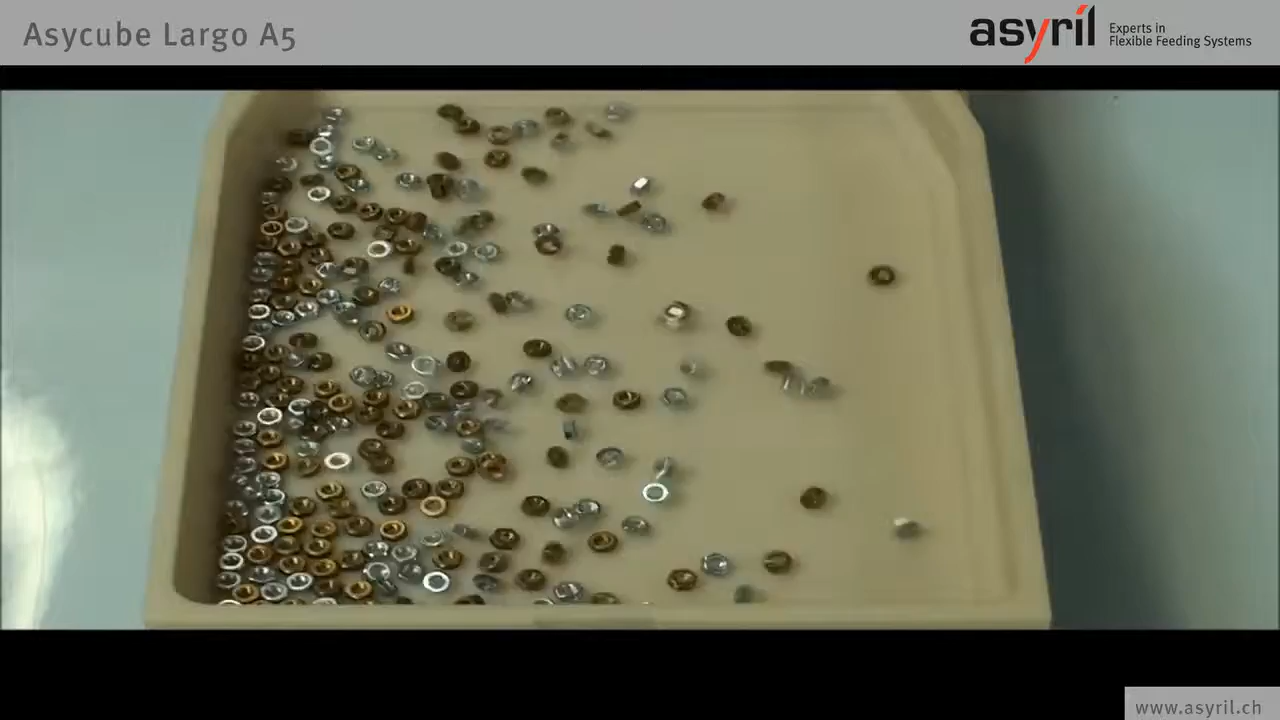 Asycube Largo A5
asyril
Experts in
Flexible Feeding Systems
www.asyril.ch